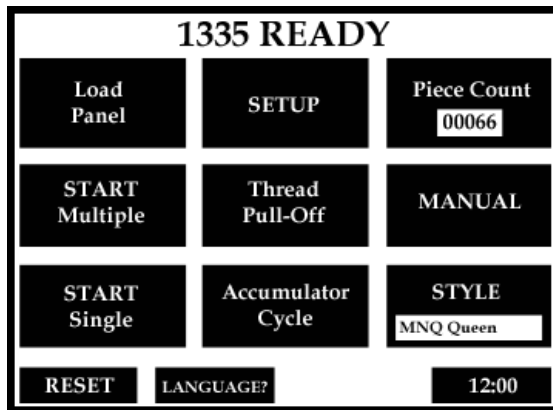 1335 READY
Load
Panel
SETUP
Piece Count
00066
START
Multiple
Thread
Pull-Off
MANUAL
START
Single
Accumulator
Cycle
STYLE
MNQ Queen
RESET
LANGUAGE?
12:00